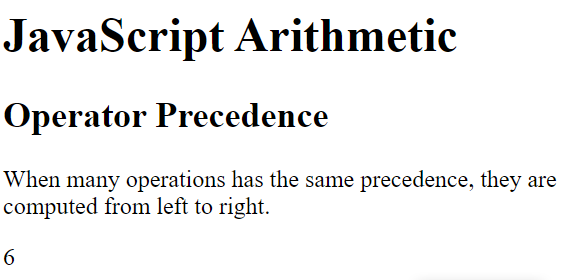 JavaScript Arithmetic
Operator Precedence
When many operations has the same precedence, they are
computed from left to right.
6